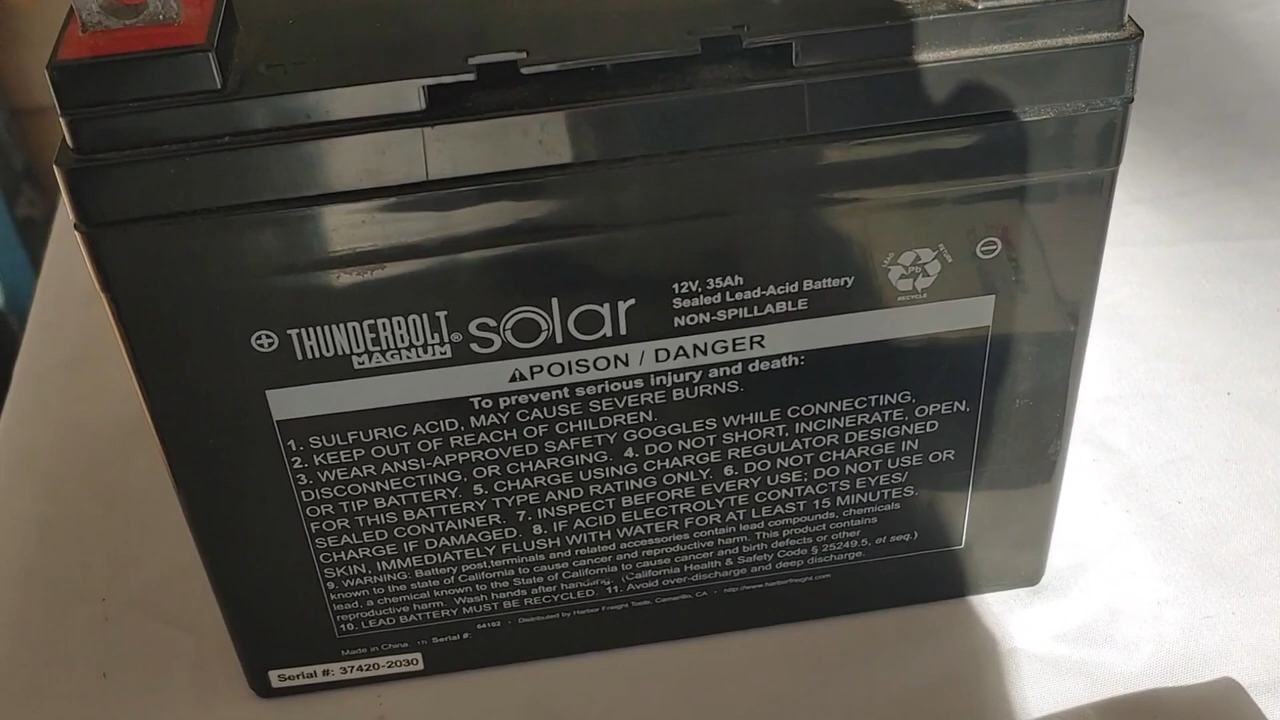 12V, 35Ah
Sealed Lead-Acid Battery
NON-SPILLABLE
LEAD RETURN
Pb
RECYCLE
THUNDERBOLT® solar
MAGNUM
⚠POISON / DANGER
To prevent serious injury and death:
1. SULFURIC ACID, MAY CAUSE SEVERE BURNS.
2. KEEP OUT OF REACH OF CHILDREN.
3. WEAR ANSI-APPROVED SAFETY GOGGLES WHILE CONNECTING,
DISCONNECTING, OR CHARGING. 4. DO NOT SHORT, INCINERATE, OPEN,
OR TIP BATTERY. 5. CHARGE USING CHARGE REGULATOR DESIGNED
FOR THIS BATTERY TYPE AND RATING ONLY. 6. DO NOT CHARGE IN
SEALED CONTAINER. 7. INSPECT BEFORE EVERY USE; DO NOT USE OR
CHARGE IF DAMAGED. 8. IF ACID ELECTROLYTE CONTACTS EYES/
SKIN, IMMEDIATELY FLUSH WITH WATER FOR AT LEAST 15 MINUTES.
9. WARNING: Battery post,terminals and related accessories contain lead compounds, chemicals
known to the state of California to cause cancer and reproductive harm. This product contains
lead, a chemical known to the State of California to cause cancer and birth defects or other
reproductive harm. Wash hands after handling. (California Health & Safety Code § 25249.5, et seq.)
10. LEAD BATTERY MUST BE RECYCLED. 11. Avoid over-discharge and deep discharge.
64102 • Distributed by Harbor Freight Tools, Camarillo, CA • http://www.harborfreight.com
Made in China Serial #:
Serial #: 37420-2030